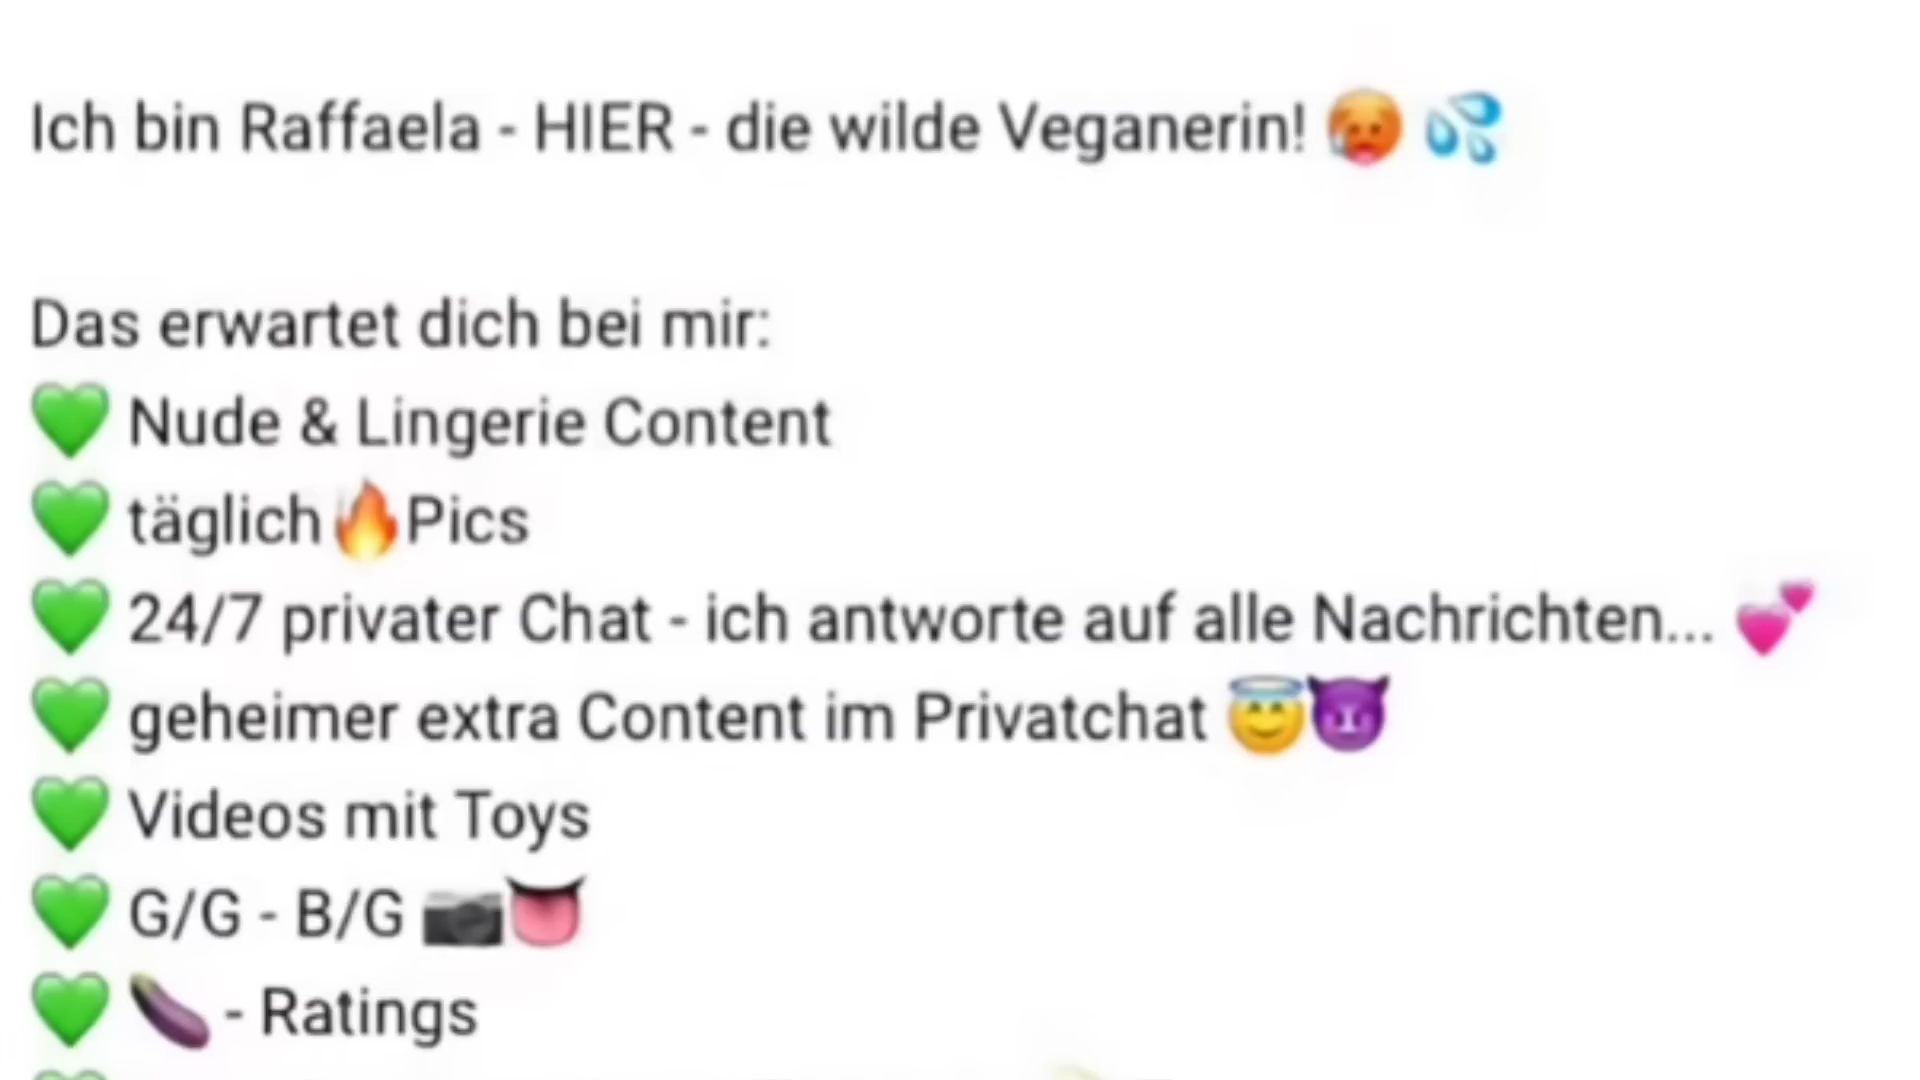 Ich bin Raffaela - HIER - die wilde Veganerin! 🥵 💦
Das erwartet dich bei mir:
💚 Nude & Lingerie Content
💚 täglich🔥Pics
💚 24/7 privater Chat - ich antworte auf alle Nachrichten... 💕
💚 geheimer extra Content im Privatchat 😇😈
💚 Videos mit Toys
💚 G/G - B/G 📷👅
💚 🍆 - Ratings